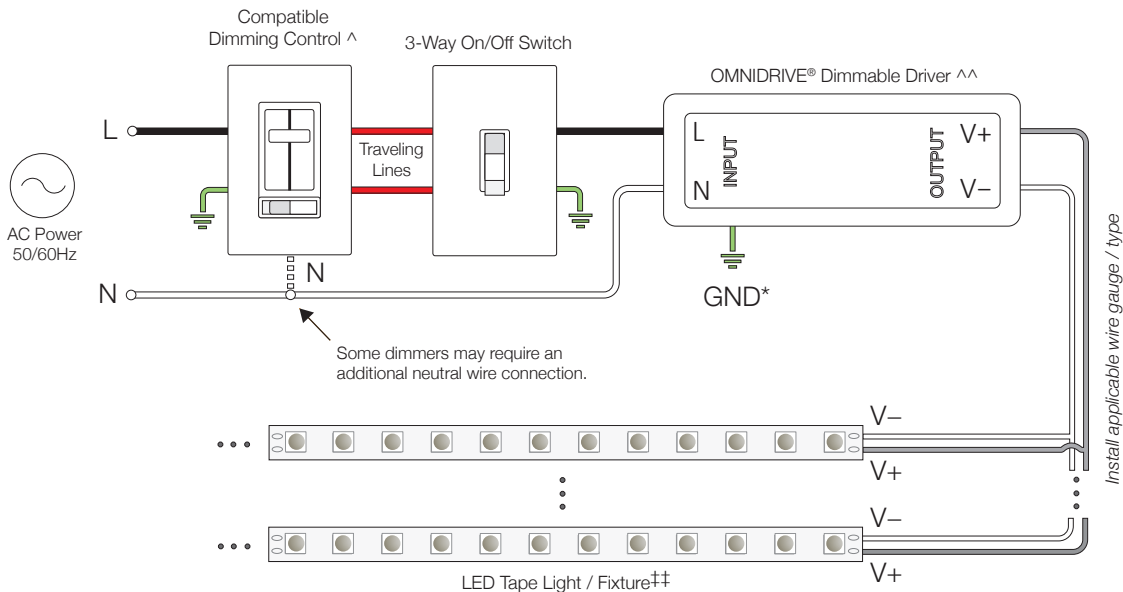 Compatible
Dimming Control ^
3-Way On/Off Switch
OMNIDRIVE® Dimmable Driver ^^
L
Traveling
Lines
L
N
INPUT
OUTPUT
V+
V–
AC Power
50/60Hz
N
N
GND*
Some dimmers may require an
additional neutral wire connection.
Install applicable wire gauge / type
V–
V+
V–
V+
LED Tape Light / Fixture‡‡